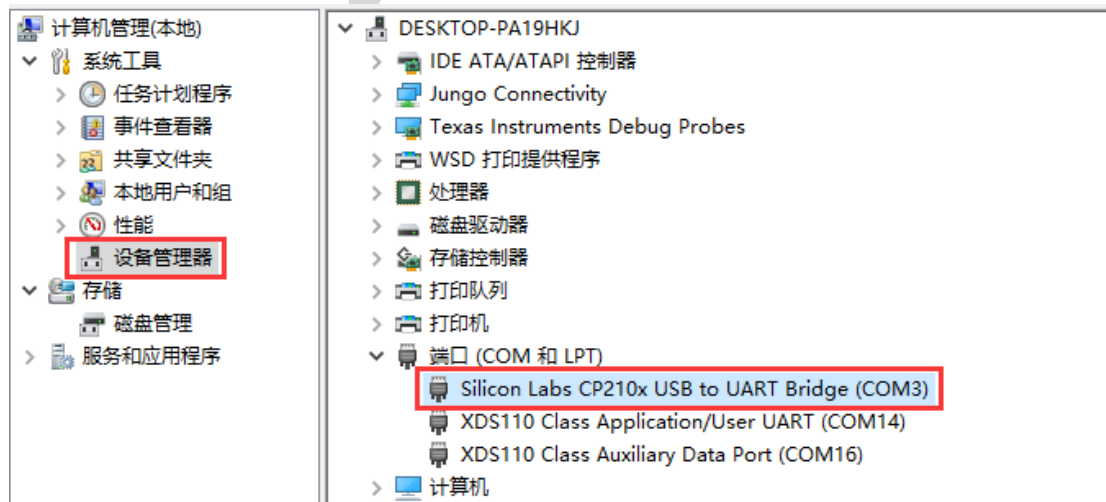 计算机管理(本地)
系统工具
任务计划程序
事件查看器
共享文件夹
本地用户和组
性能
设备管理器
存储
磁盘管理
服务和应用程序
DESKTOP-PA19HKJ
IDE ATA/ATAPI 控制器
Jungo Connectivity
Texas Instruments Debug Probes
WSD 打印提供程序
处理器
磁盘驱动器
存储控制器
打印队列
打印机
端口 (COM 和 LPT)
Silicon Labs CP210x USB to UART Bridge (COM3)
XDS110 Class Application/User UART (COM14)
XDS110 Class Auxiliary Data Port (COM16)
计算机